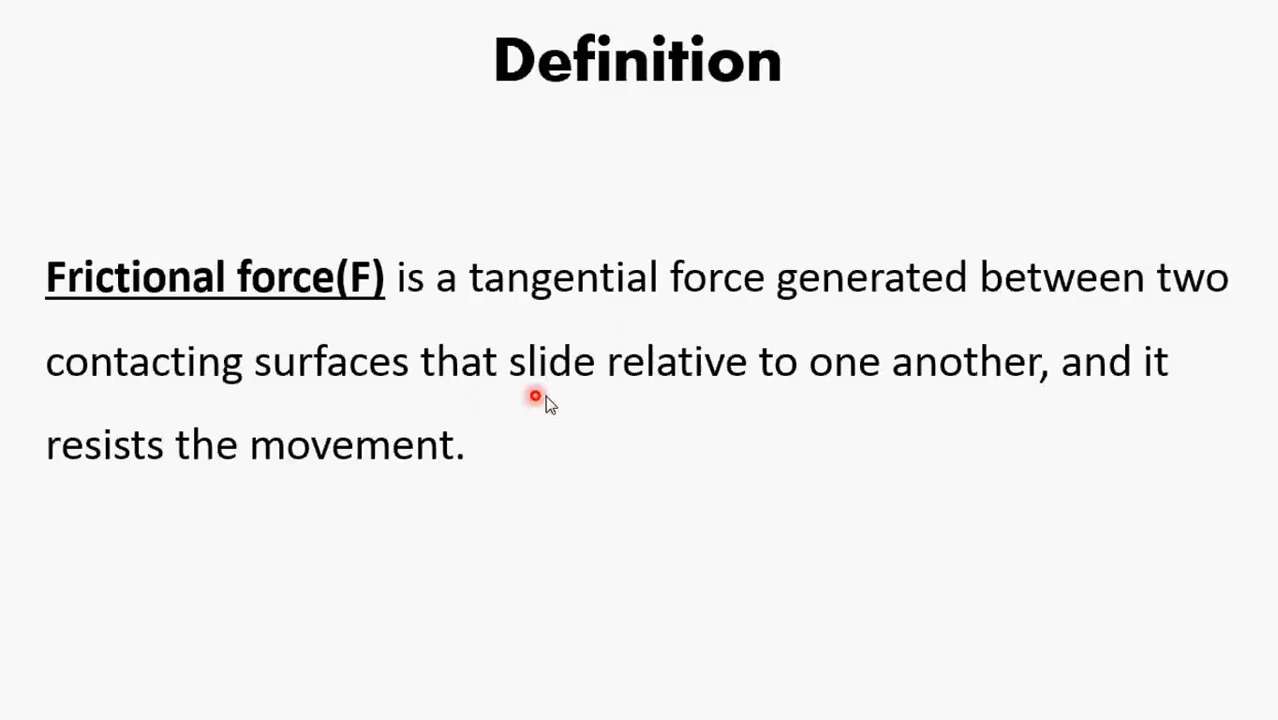 Definition
Frictional force(F) is a tangential force generated between two
contacting surfaces that slide relative to one another, and it
resists the movement.